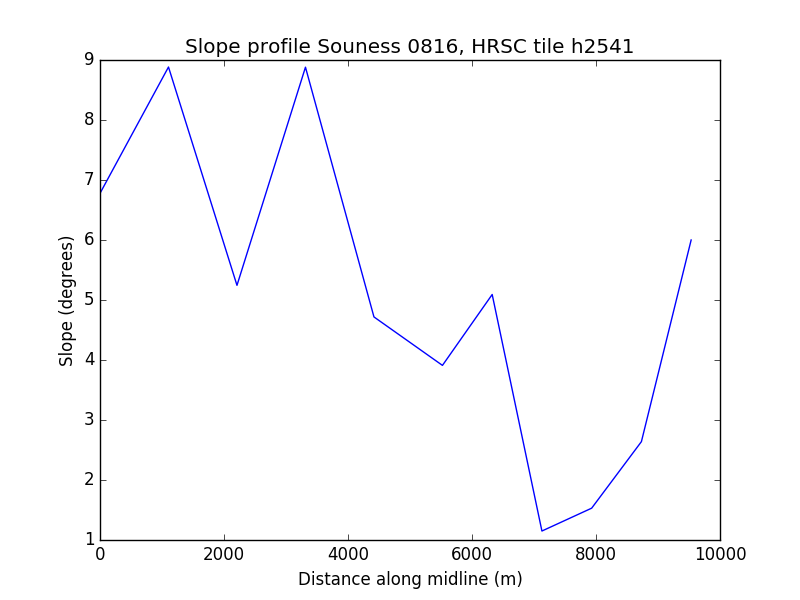 Slope profile Souness 0816, HRSC tile h2541
9
8
7
6
5
4
3
2
1
Slope (degrees)
0 2000 4000 6000 8000 10000
Distance along midline (m)